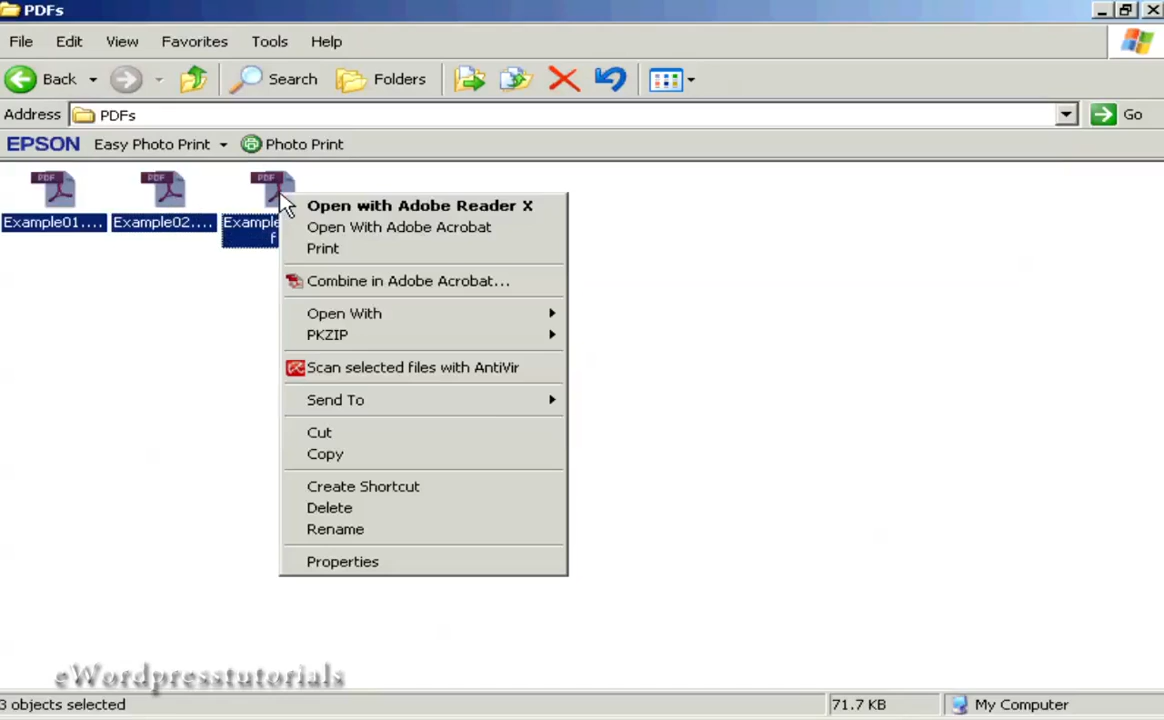 PDFs
File Edit View Favorites Tools Help
Back Search Folders
Address PDFs Go
EPSON Easy Photo Print Photo Print
PDF PDF PDF
Example01.... Example02.... Example
f
Open with Adobe Reader X
Open With Adobe Acrobat
Print
Combine in Adobe Acrobat...
Open With
PKZIP
Scan selected files with AntiVir
Send To
Cut
Copy
Create Shortcut
Delete
Rename
Properties
eWordpresstutorials
3 objects selected 71.7 KB My Computer